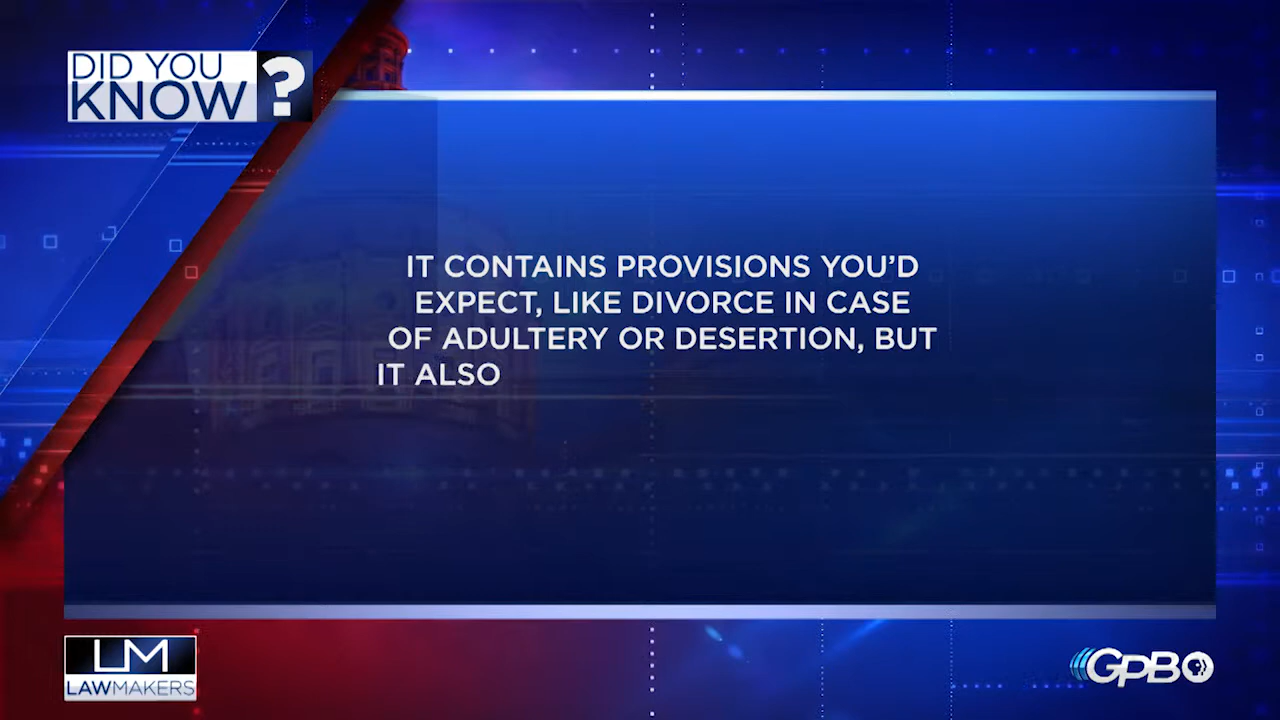 DID YOU
KNOW?
IT CONTAINS PROVISIONS YOU'D
EXPECT, LIKE DIVORCE IN CASE
OF ADULTERY OR DESERTION, BUT
IT ALSO
LM
LAWMAKERS
GPB